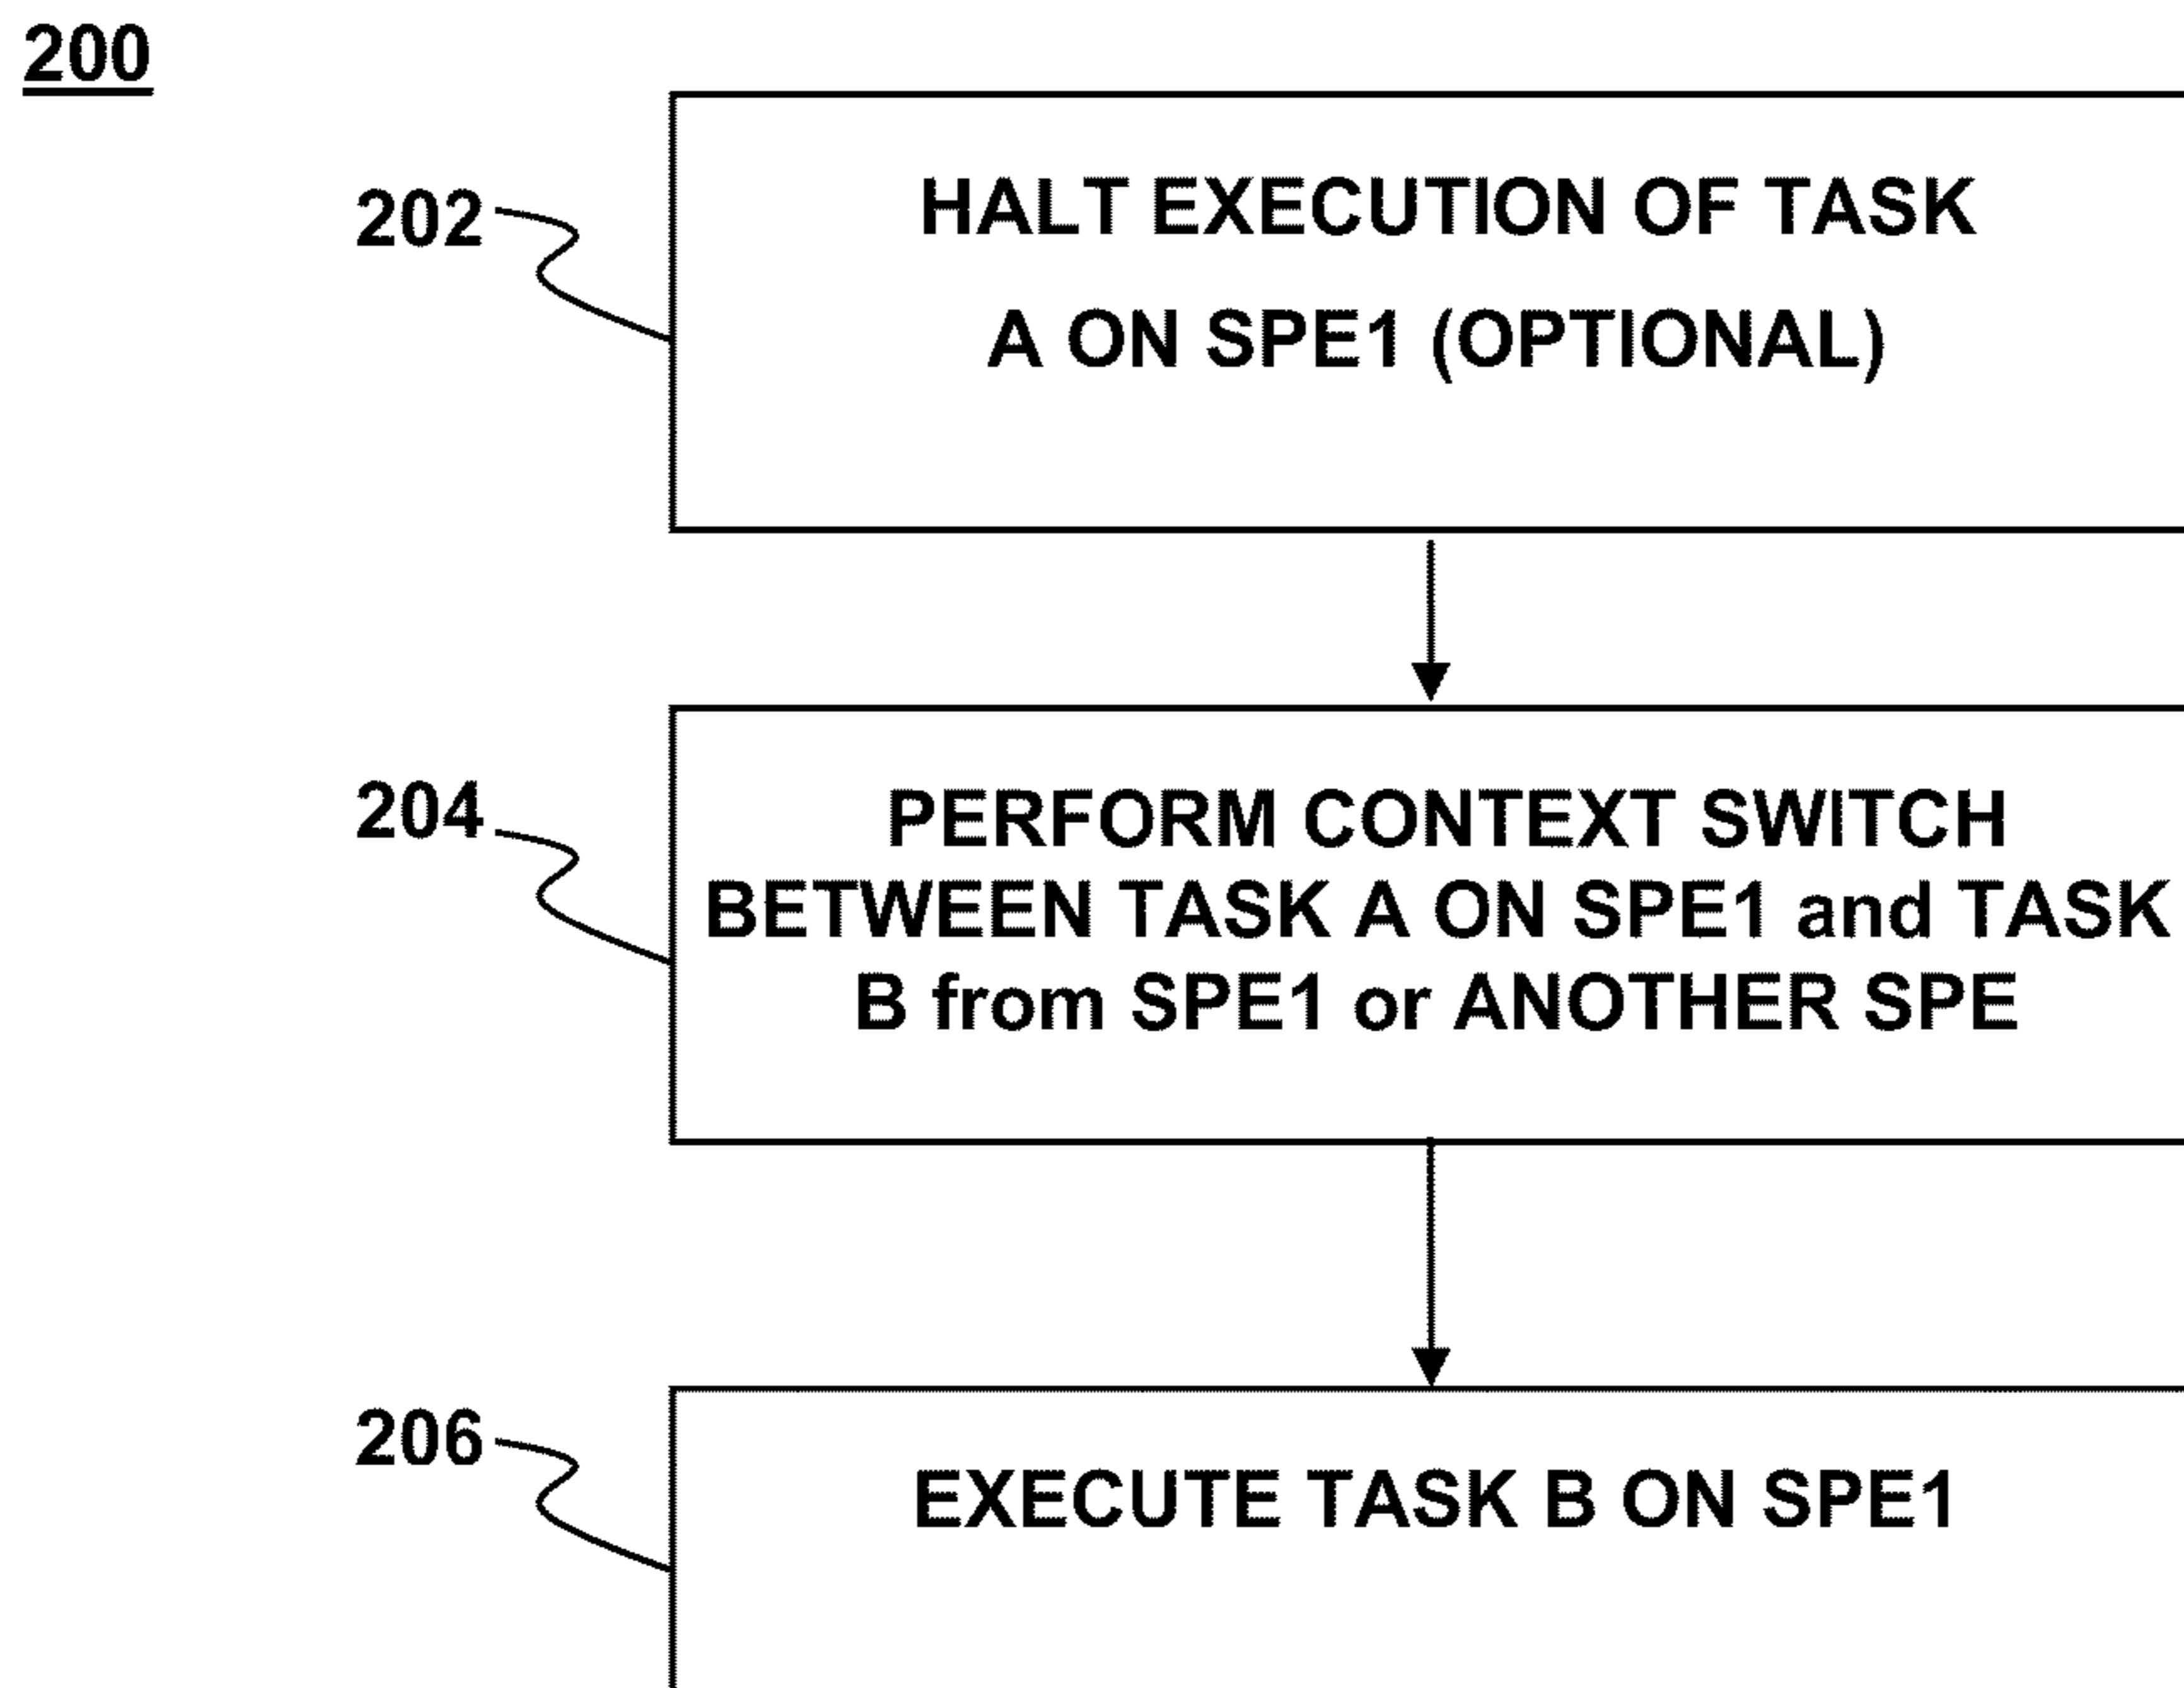 200
202
HALT EXECUTION OF TASK
A ON SPE1 (OPTIONAL)
204
PERFORM CONTEXT SWITCH
BETWEEN TASK A ON SPE1 and TASK
B from SPE1 or ANOTHER SPE
206
EXECUTE TASK B ON SPE1